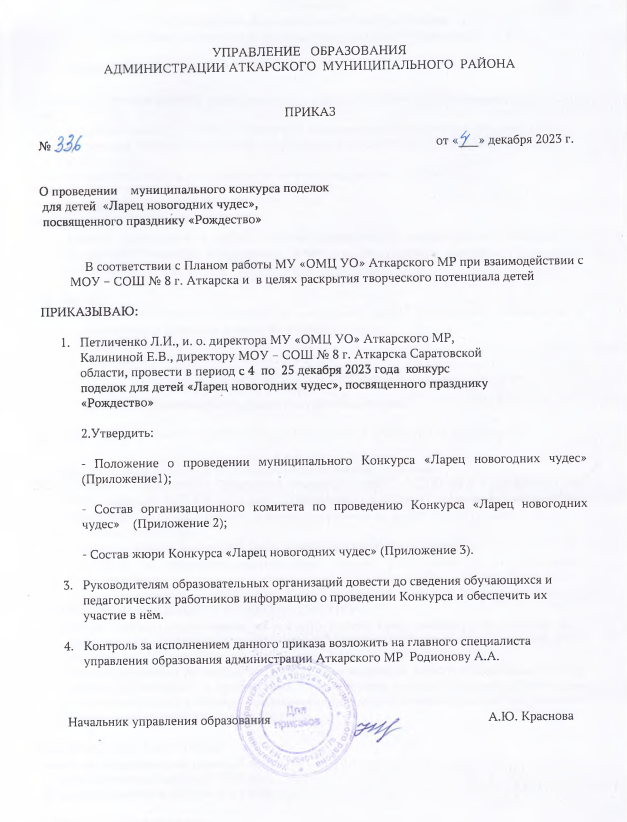 УПРАВЛЕНИЕ ОБРАЗОВАНИЯ
АДМИНИСТРАЦИИ АТКАРСКОГО МУНИЦИПАЛЬНОГО РАЙОНА
ПРИКАЗ
№ 336 от «4» декабря 2023 г.
О проведении муниципального конкурса поделок
для детей «Ларец новогодних чудес»,
посвященного празднику «Рождество»
В соответствии с Планом работы МУ «ОМЦ УО» Аткарского МР при взаимодействии с
МОУ – СОШ № 8 г. Аткарска и в целях раскрытия творческого потенциала детей
ПРИКАЗЫВАЮ:
1. Петличенко Л.И., и. о. директора МУ «ОМЦ УО» Аткарского МР,
Калининой Е.В., директору МОУ – СОШ № 8 г. Аткарска Саратовской
области, провести в период с 4 по 25 декабря 2023 года конкурс
поделок для детей «Ларец новогодних чудес», посвященного празднику
«Рождество»
2.Утвердить:
- Положение о проведении муниципального Конкурса «Ларец новогодних чудес»
(Приложение1);
- Состав организационного комитета по проведению Конкурса «Ларец новогодних
чудес» (Приложение 2);
- Состав жюри Конкурса «Ларец новогодних чудес» (Приложение 3).
3. Руководителям образовательных организаций довести до сведения обучающихся и
педагогических работников информацию о проведении Конкурса и обеспечить их
участие в нём.
4. Контроль за исполнением данного приказа возложить на главного специалиста
управления образования администрации Аткарского МР Родионову А.А.
Для
приказов
Начальник управления образования А.Ю. Краснова